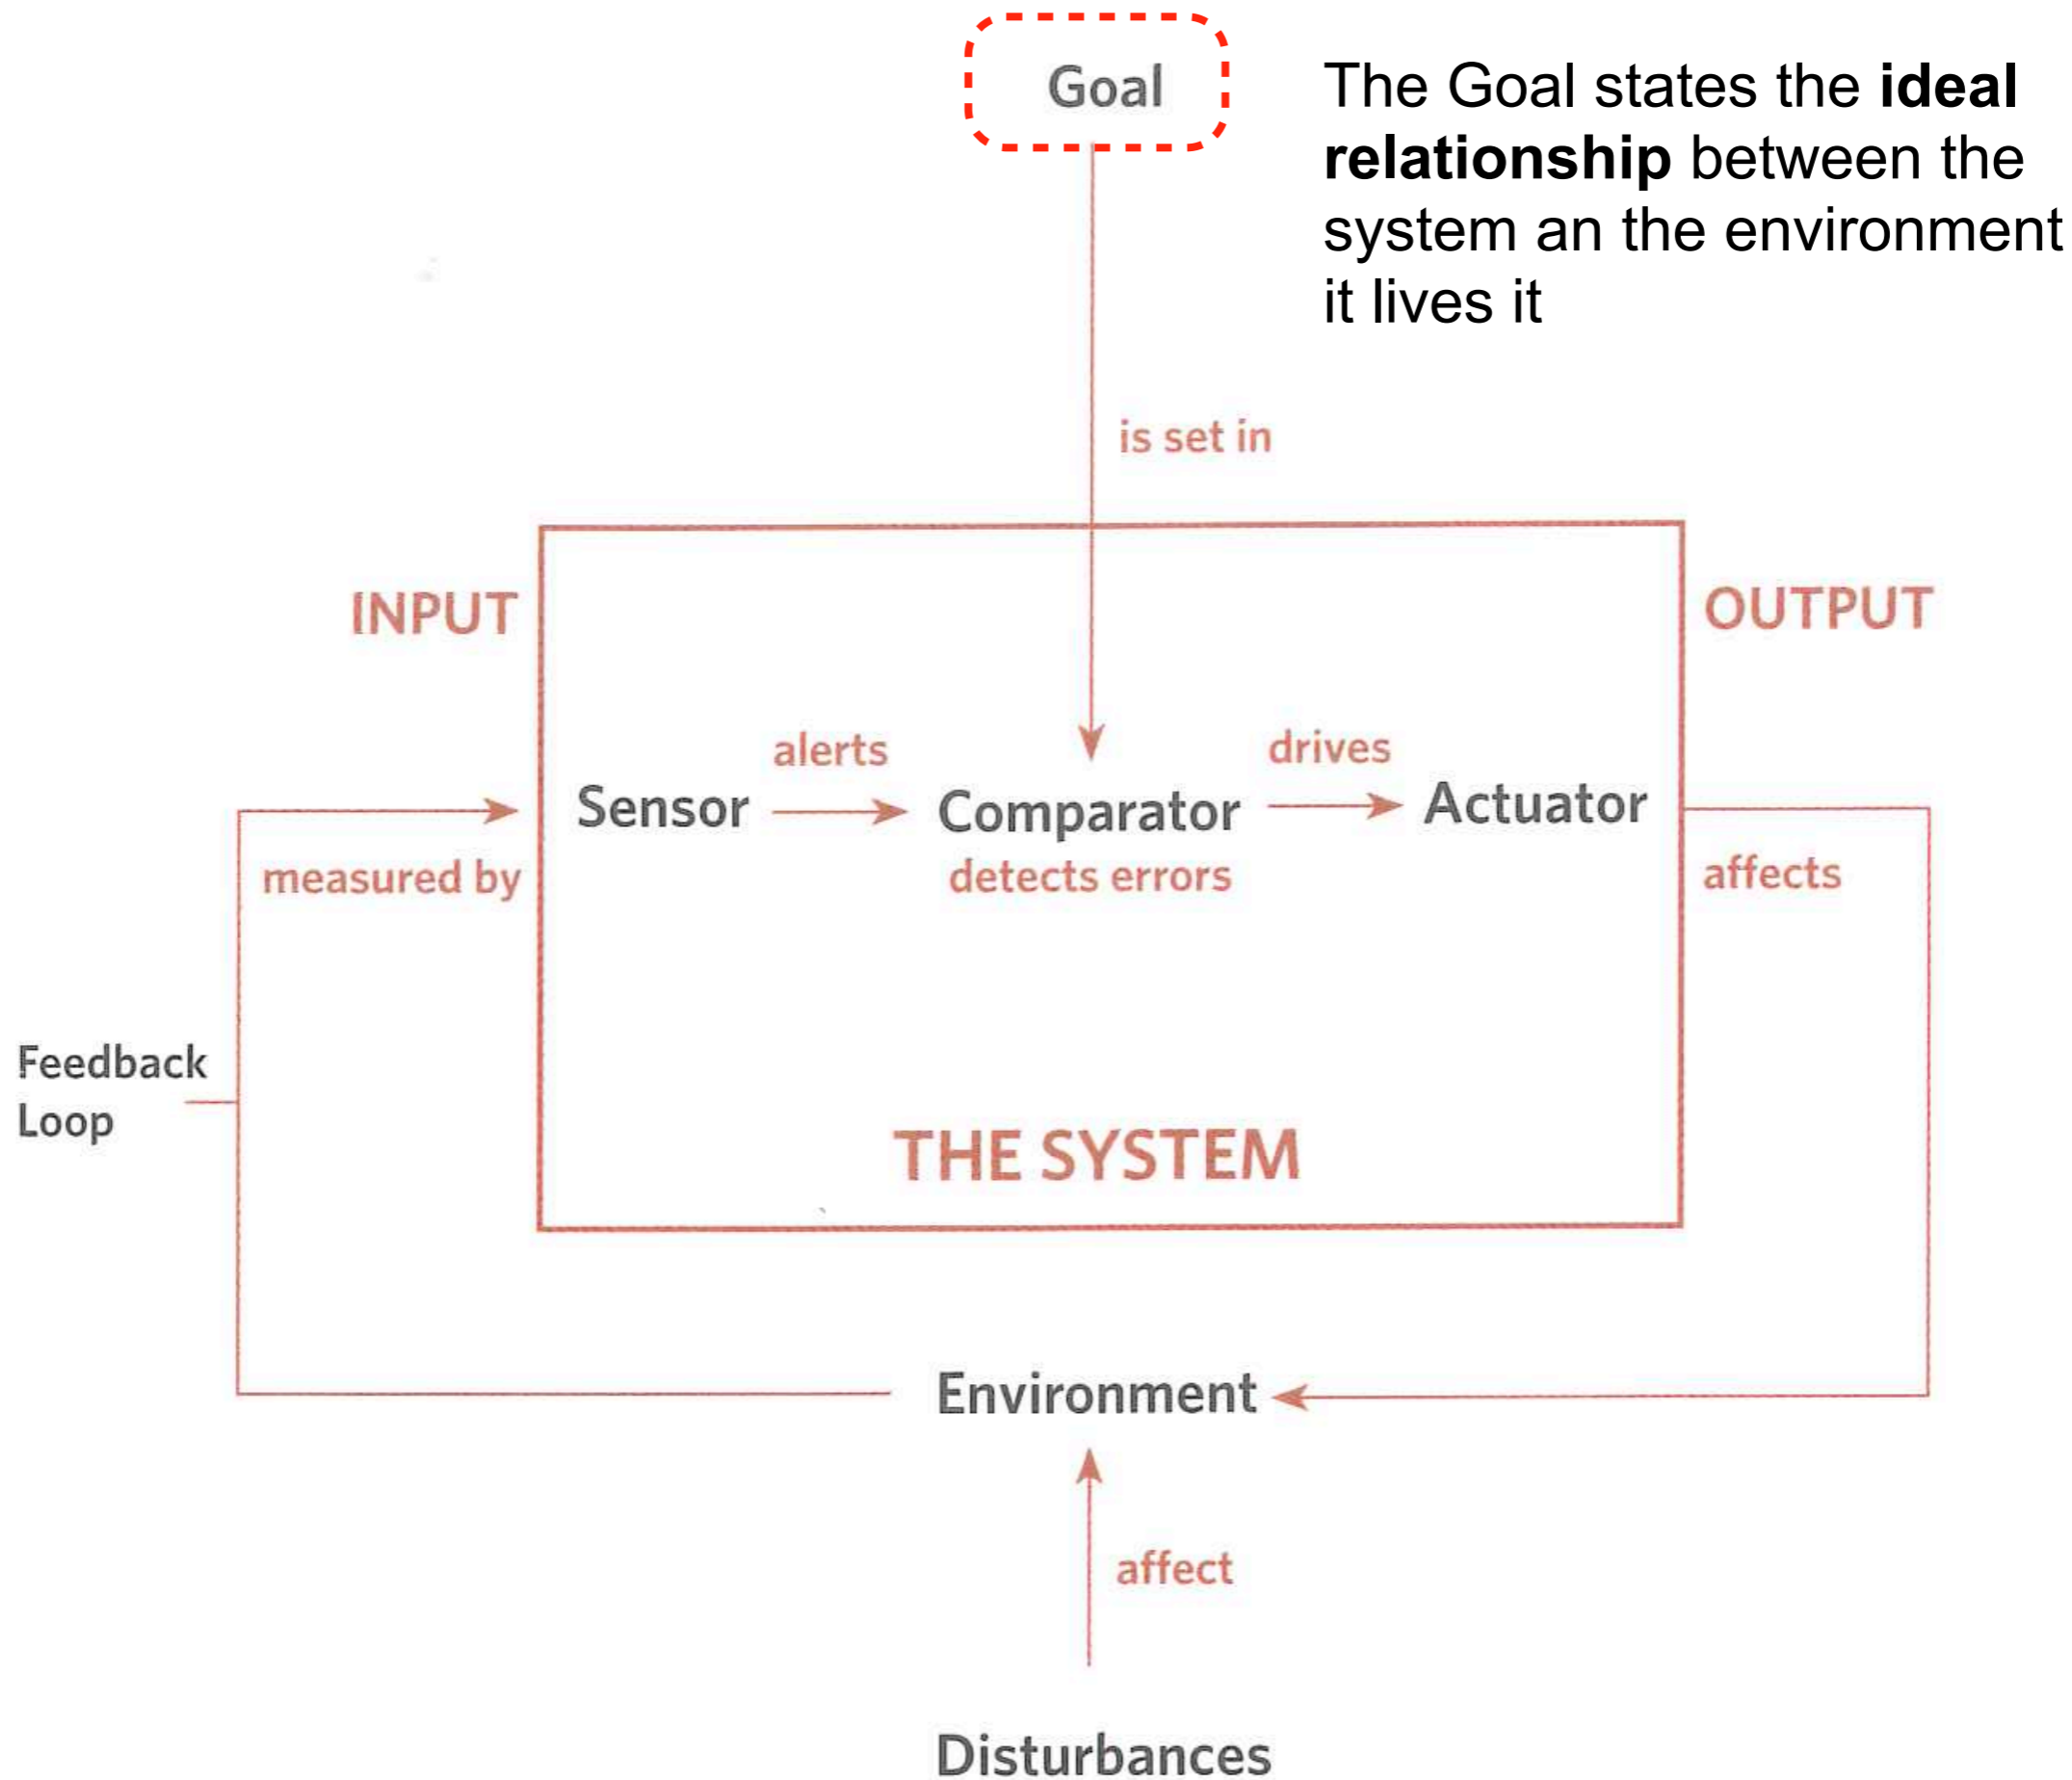 Goal
The Goal states the ideal
relationship between the
system an the environment
it lives it
is set in
INPUT
OUTPUT
alerts
drives
Sensor
Comparator
Actuator
measured by
detects errors
affects
Feedback
Loop
THE SYSTEM
Environment
affect
Disturbances